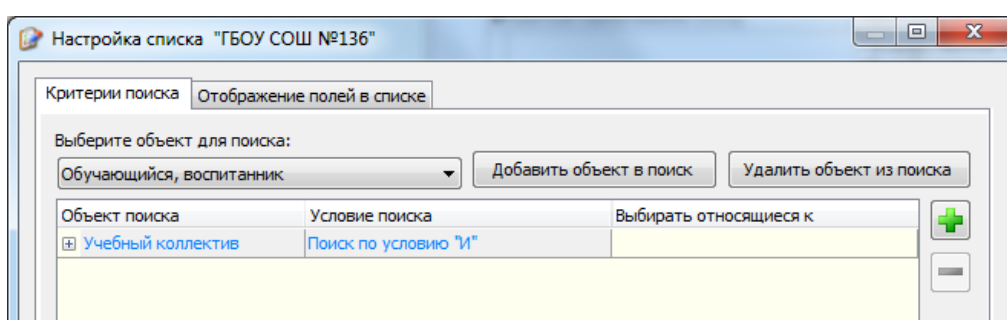 Настройка списка "ГБОУ СОШ №136"
Критерии поиска Отображение полей в списке
Выберите объект для поиска:
Обучающийся, воспитанник Добавить объект в поиск Удалить объект из поиска
Объект поиска Условие поиска Выбирать относящиеся к
Учебный коллектив Поиск по условию "И"